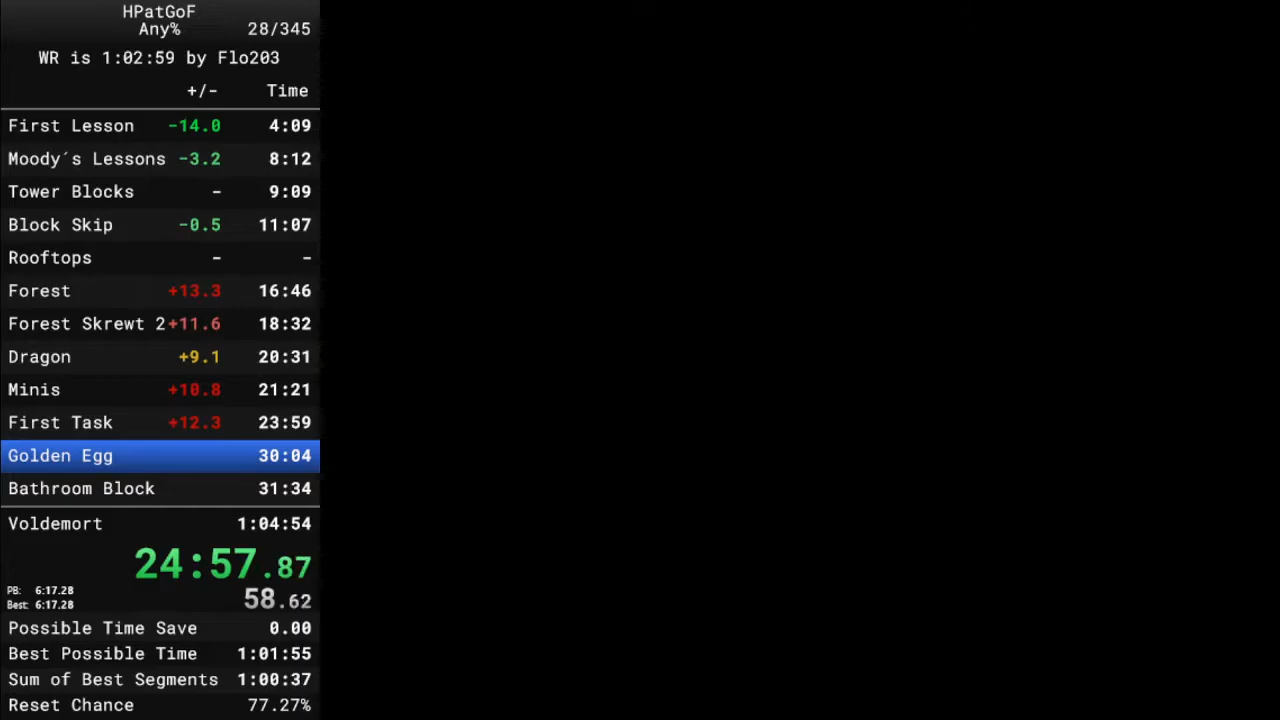 HPatGoF
Any% 28/345
WR is 1:02:59 by Flo203
+/- Time
First Lesson -14.0 4:09
Moody´s Lessons -3.2 8:12
Tower Blocks - 9:09
Block Skip -0.5 11:07
Rooftops - -
Forest +13.3 16:46
Forest Skrewt 2 +11.6 18:32
Dragon +9.1 20:31
Minis +10.8 21:21
First Task +12.3 23:59
Golden Egg 30:04
Bathroom Block 31:34
Voldemort 1:04:54
24:57.87
PB: 6:17.28
Best: 6:17.28 58.62
Possible Time Save 0.00
Best Possible Time 1:01:55
Sum of Best Segments 1:00:37
Reset Chance 77.27%